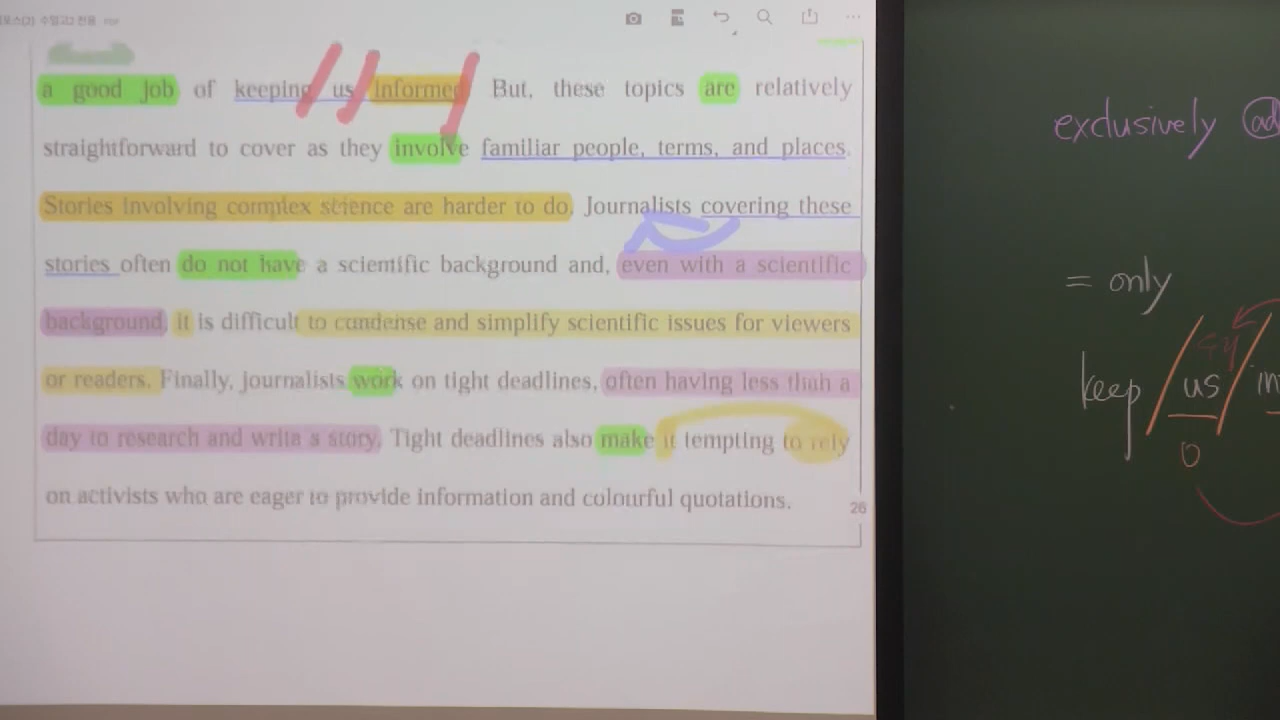 a good job of keeping us informed But, these topics are relatively
straightforward to cover as they involve familiar people, terms, and places.
Stories involving complex science are harder to do. Journalists covering these
stories often do not have a scientific background and, even with a scientific
background, it is difficult to condense and simplify scientific issues for viewers
or readers. Finally, journalists work on tight deadlines, often having less than a
day to research and write a story. Tight deadlines also make it tempting to rely
on activists who are eager to provide information and colourful quotations.
26
exclusively ad
= only
keep us in
O